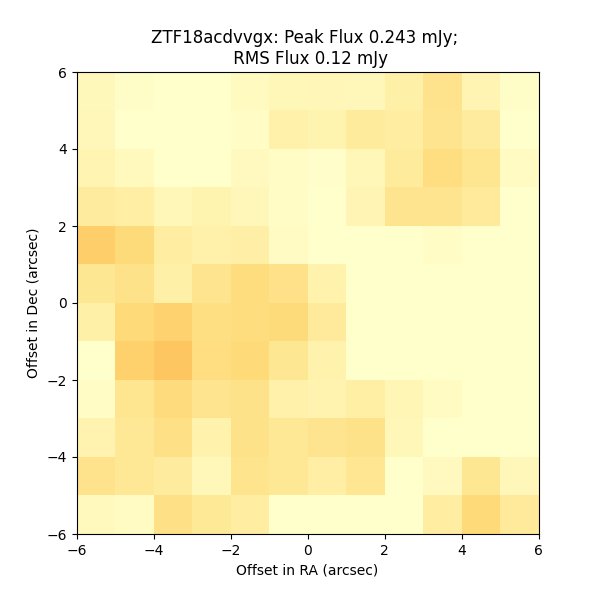 ZTF18acdvvgx: Peak Flux 0.243 mJy;
RMS Flux 0.12 mJy
6
4
2
0
−2
−4
−6
Offset in Dec (arcsec)
−6 −4 −2 0 2 4 6
Offset in RA (arcsec)